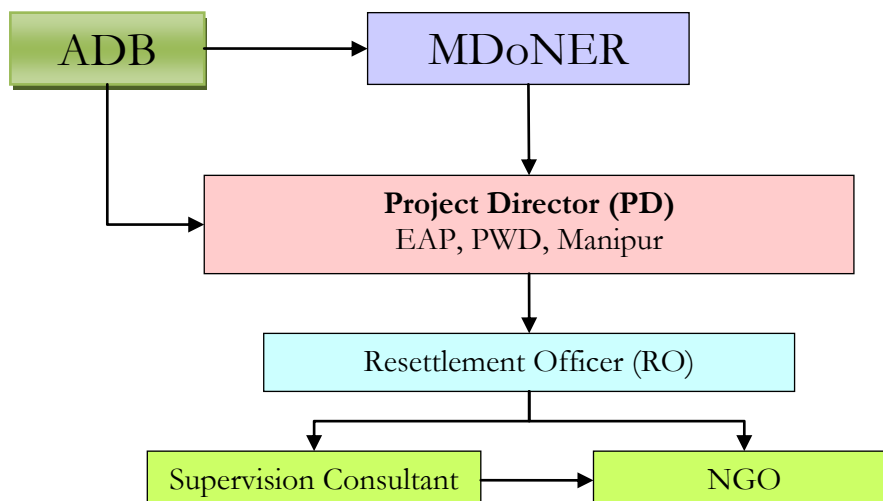 ADB
MDoNER
Project Director (PD)
EAP, PWD, Manipur
Resettlement Officer (RO)
Supervision Consultant
NGO